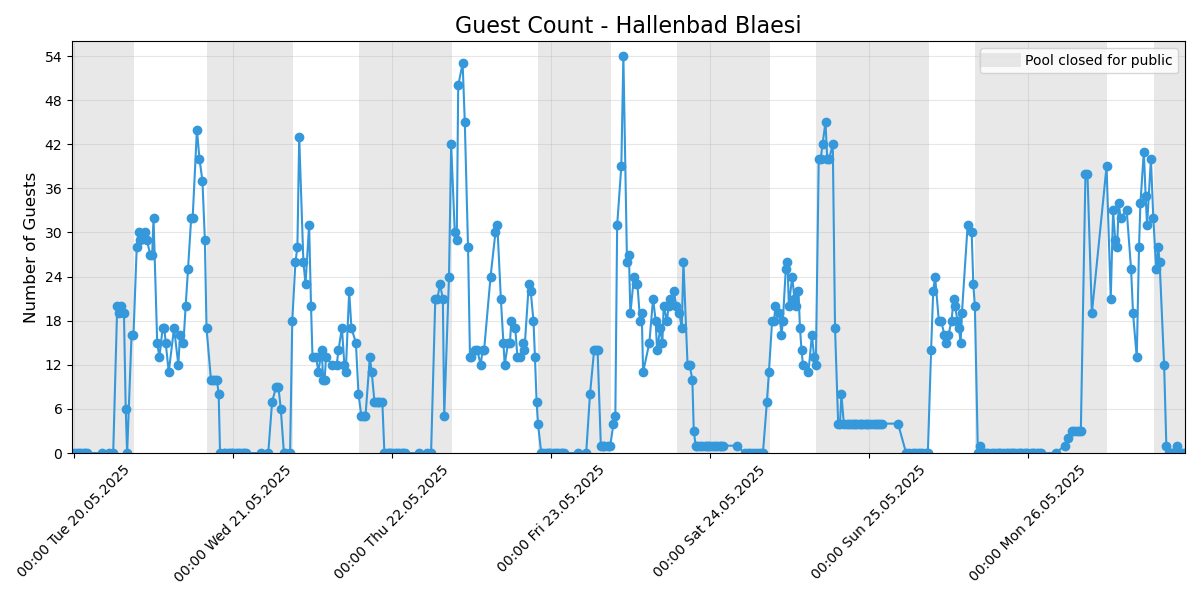 Guest Count - Hallenbad Blaesi
Pool closed for public
Number of Guests
54
48
42
36
30
24
18
12
6
0
00:00 Tue 20.05.2025
00:00 Wed 21.05.2025
00:00 Thu 22.05.2025
00:00 Fri 23.05.2025
00:00 Sat 24.05.2025
00:00 Sun 25.05.2025
00:00 Mon 26.05.2025